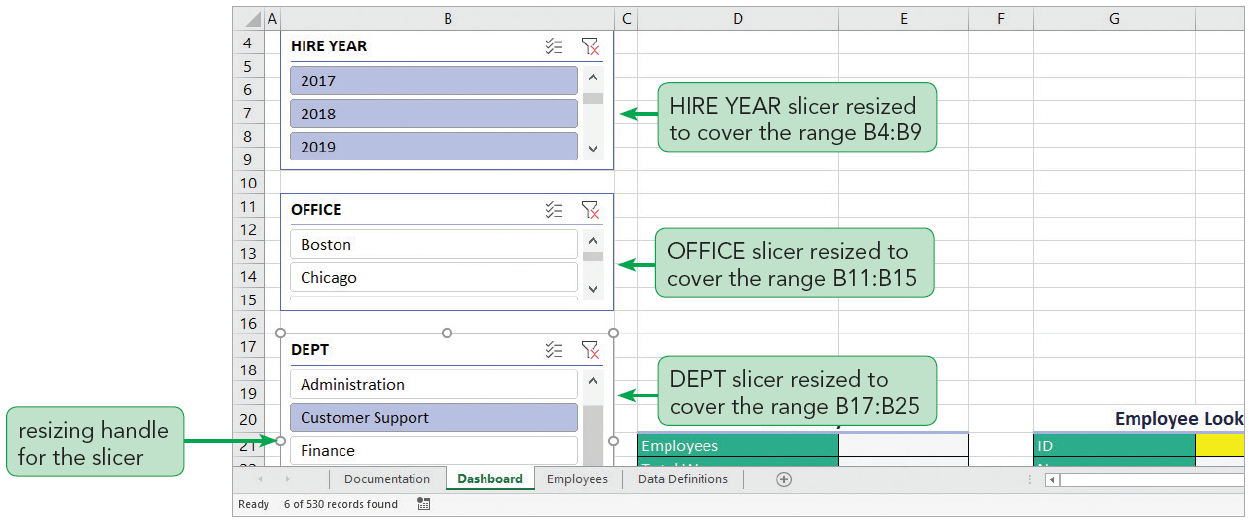 A B C D E F G
4 HIRE YEAR
5
6 2017
7 2018
8
9 2019
HIRE YEAR slicer resized
to cover the range B4:B9
10
11 OFFICE
12
13 Boston
14 Chicago
15
OFFICE slicer resized to
cover the range B11:B15
16
17 DEPT
18
19 Administration
20 Customer Support
21 Finance
DEPT slicer resized to
cover the range B17:B25
resizing handle
for the slicer
Employee Look
Employees ID
Documentation Dashboard Employees Data Definitions
Ready 6 of 530 records found